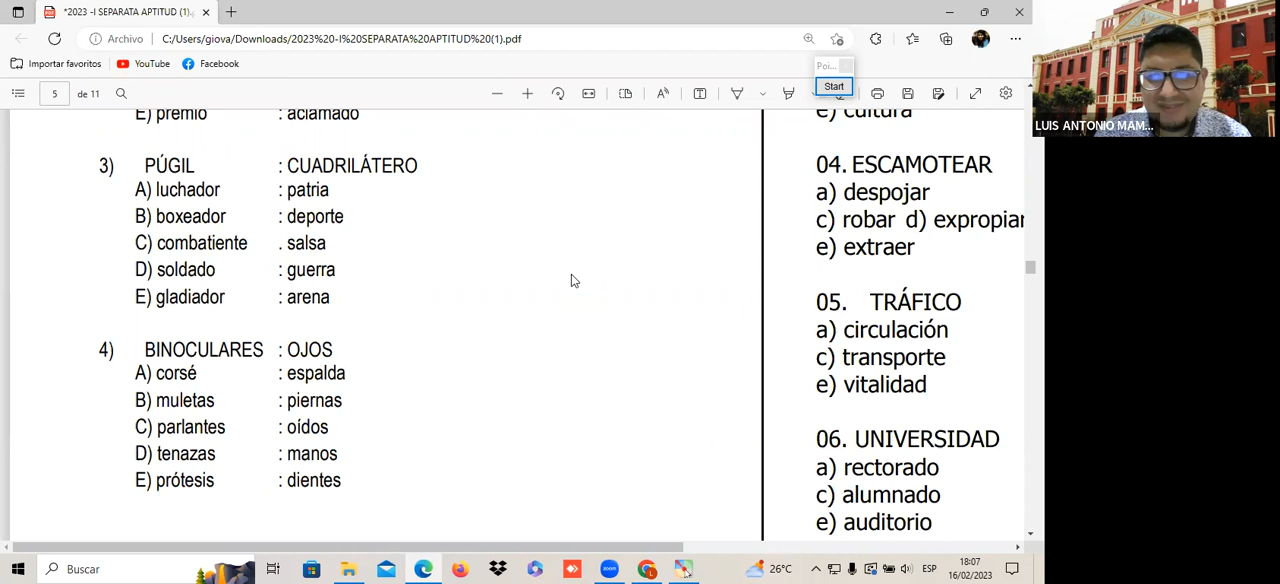 *2023 -I SEPARATA APTITUD (1).p
Archivo
C:/Users/giova/Downloads/2023%20-I%20SEPARATA%20APTITUD%20(1).pdf
Importar favoritos
YouTube
Facebook
Poi...
Start
5 de 11
E) premio : aclamado
3) PÚGIL : CUADRILÁTERO
A) luchador : patria
B) boxeador : deporte
C) combatiente . salsa
D) soldado : guerra
E) gladiador : arena
4) BINOCULARES : OJOS
A) corsé : espalda
B) muletas : piernas
C) parlantes : oídos
D) tenazas : manos
E) prótesis : dientes
e) cultura
04. ESCAMOTEAR
a) despojar
c) robar d) expropiar
e) extraer
05. TRÁFICO
a) circulación
c) transporte
e) vitalidad
06. UNIVERSIDAD
a) rectorado
c) alumnado
e) auditorio
LUIS ANTONIO MAM...
Buscar
zoom
26°C
ESP
18:07
16/02/2023